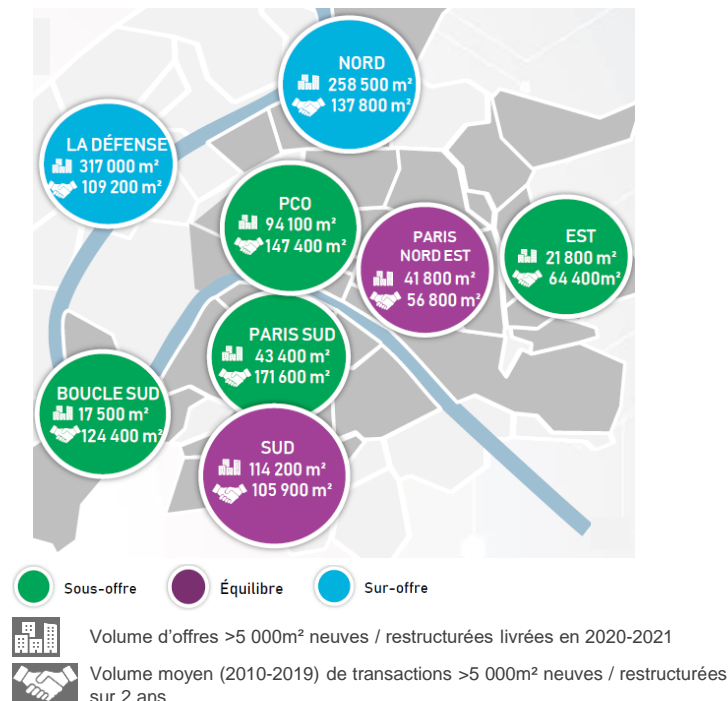 NORD
258 500 m²
137 800 m²
LA DÉFENSE
317 000 m²
109 200 m²
PCO
94 100 m²
147 400 m²
PARIS
NORD EST
41 800 m²
56 800 m²
EST
21 800 m²
64 400m²
PARIS SUD
43 400 m²
171 600 m²
BOUCLE SUD
17 500 m²
124 400 m²
SUD
114 200 m²
105 900 m²
Sous-offre
Équilibre
Sur-offre
Volume d’offres >5 000m² neuves / restructurées livrées en 2020-2021
Volume moyen (2010-2019) de transactions >5 000m² neuves / restructurées
sur 2 ans